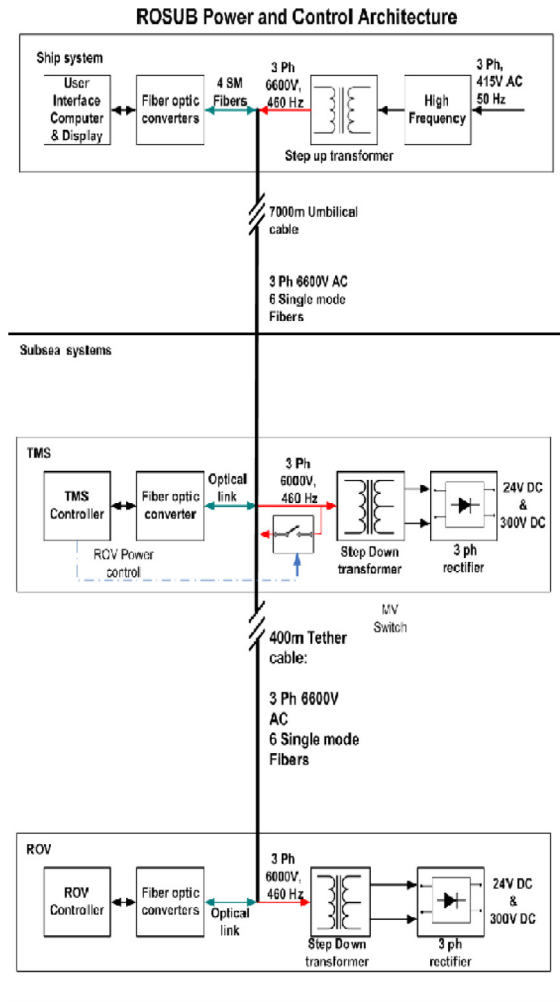 ROSUB Power and Control Architecture
Ship system
User
Interface
Computer
& Display
Fiber optic
converters
4 SM
Fibers
3 Ph
6600V,
460 Hz
Step up transformer
High
Frequency
3 Ph,
415V AC
50 Hz
7000m Umbilical
cable
3 Ph 6600V AC
6 Single mode
Fibers
Subsea systems
TMS
TMS
Controller
Fiber optic
converter
Optical
link
3 Ph
6000V,
460 Hz
Step Down
transformer
3 ph
rectifier
24V DC
&
300V DC
ROV Power
control
MV
Switch
400m Tether
cable:
3 Ph 6600V
AC
6 Single mode
Fibers
ROV
ROV
Controller
Fiber optic
converters
Optical
link
3 Ph
6000V,
460 Hz
Step Down
transformer
3 ph
rectifier
24V DC
&
300V DC